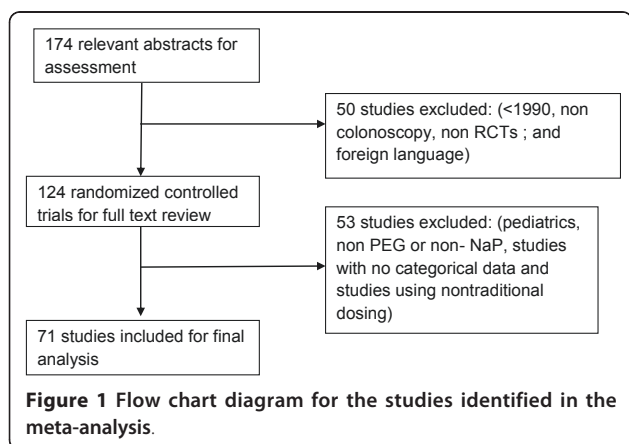 174 relevant abstracts for
assessment
50 studies excluded: (<1990, non
colonoscopy, non RCTs ; and
foreign language)
124 randomized controlled
trials for full text review
53 studies excluded: (pediatrics,
non PEG or non- NaP, studies
with no categorical data and
studies using nontraditional
dosing)
71 studies included for final
analysis
Figure 1 Flow chart diagram for the studies identified in the
meta-analysis.